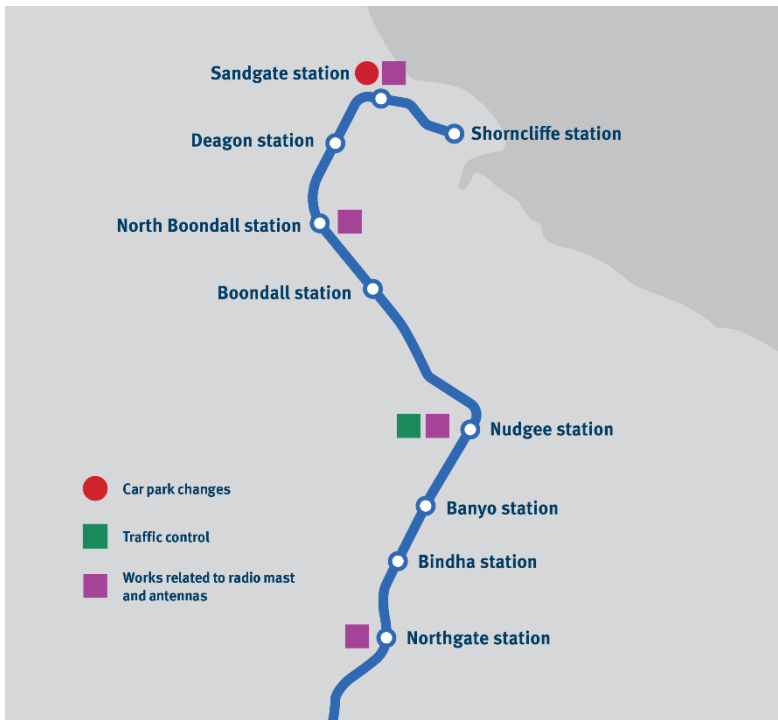 Sandgate station
Shorncliffe station
Deagon station
North Boondall station
Boondall station
Nudgee station
Car park changes
Banyo station
Traffic control
Bindha station
Works related to radio mast
and antennas
Northgate station